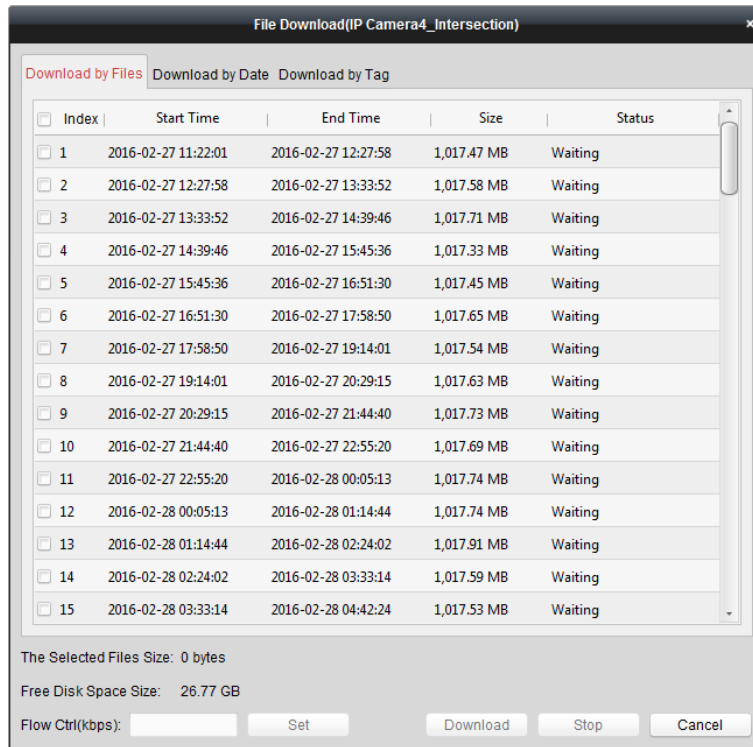 File Download(IP Camera4_Intersection) ×
Download by Files Download by Date Download by Tag
Index Start Time End Time Size Status
1 2016-02-27 11:22:01 2016-02-27 12:27:58 1,017.47 MB Waiting
2 2016-02-27 12:27:58 2016-02-27 13:33:52 1,017.58 MB Waiting
3 2016-02-27 13:33:52 2016-02-27 14:39:46 1,017.71 MB Waiting
4 2016-02-27 14:39:46 2016-02-27 15:45:36 1,017.33 MB Waiting
5 2016-02-27 15:45:36 2016-02-27 16:51:30 1,017.45 MB Waiting
6 2016-02-27 16:51:30 2016-02-27 17:58:50 1,017.65 MB Waiting
7 2016-02-27 17:58:50 2016-02-27 19:14:01 1,017.54 MB Waiting
8 2016-02-27 19:14:01 2016-02-27 20:29:15 1,017.63 MB Waiting
9 2016-02-27 20:29:15 2016-02-27 21:44:40 1,017.73 MB Waiting
10 2016-02-27 21:44:40 2016-02-27 22:55:20 1,017.69 MB Waiting
11 2016-02-27 22:55:20 2016-02-28 00:05:13 1,017.74 MB Waiting
12 2016-02-28 00:05:13 2016-02-28 01:14:44 1,017.74 MB Waiting
13 2016-02-28 01:14:44 2016-02-28 02:24:02 1,017.91 MB Waiting
14 2016-02-28 02:24:02 2016-02-28 03:33:14 1,017.59 MB Waiting
15 2016-02-28 03:33:14 2016-02-28 04:42:24 1,017.53 MB Waiting
The Selected Files Size: 0 bytes
Free Disk Space Size: 26.77 GB
Flow Ctrl(kbps): Set Download Stop Cancel